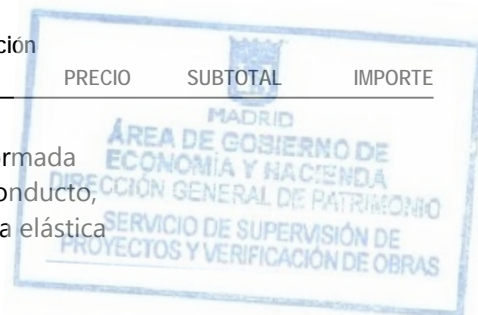 ción
PRECIO SUBTOTAL IMPORTE
MADRID
ÁREA DE GOBIERNO DE
ormada
ECONOMÍA Y HACIENDA
DIRECCIÓN GENERAL DE PATRIMONIO
onducto,
a elástica
SERVICIO DE SUPERVISIÓN DE
PROYECTOS Y VERIFICACIÓN DE OBRAS